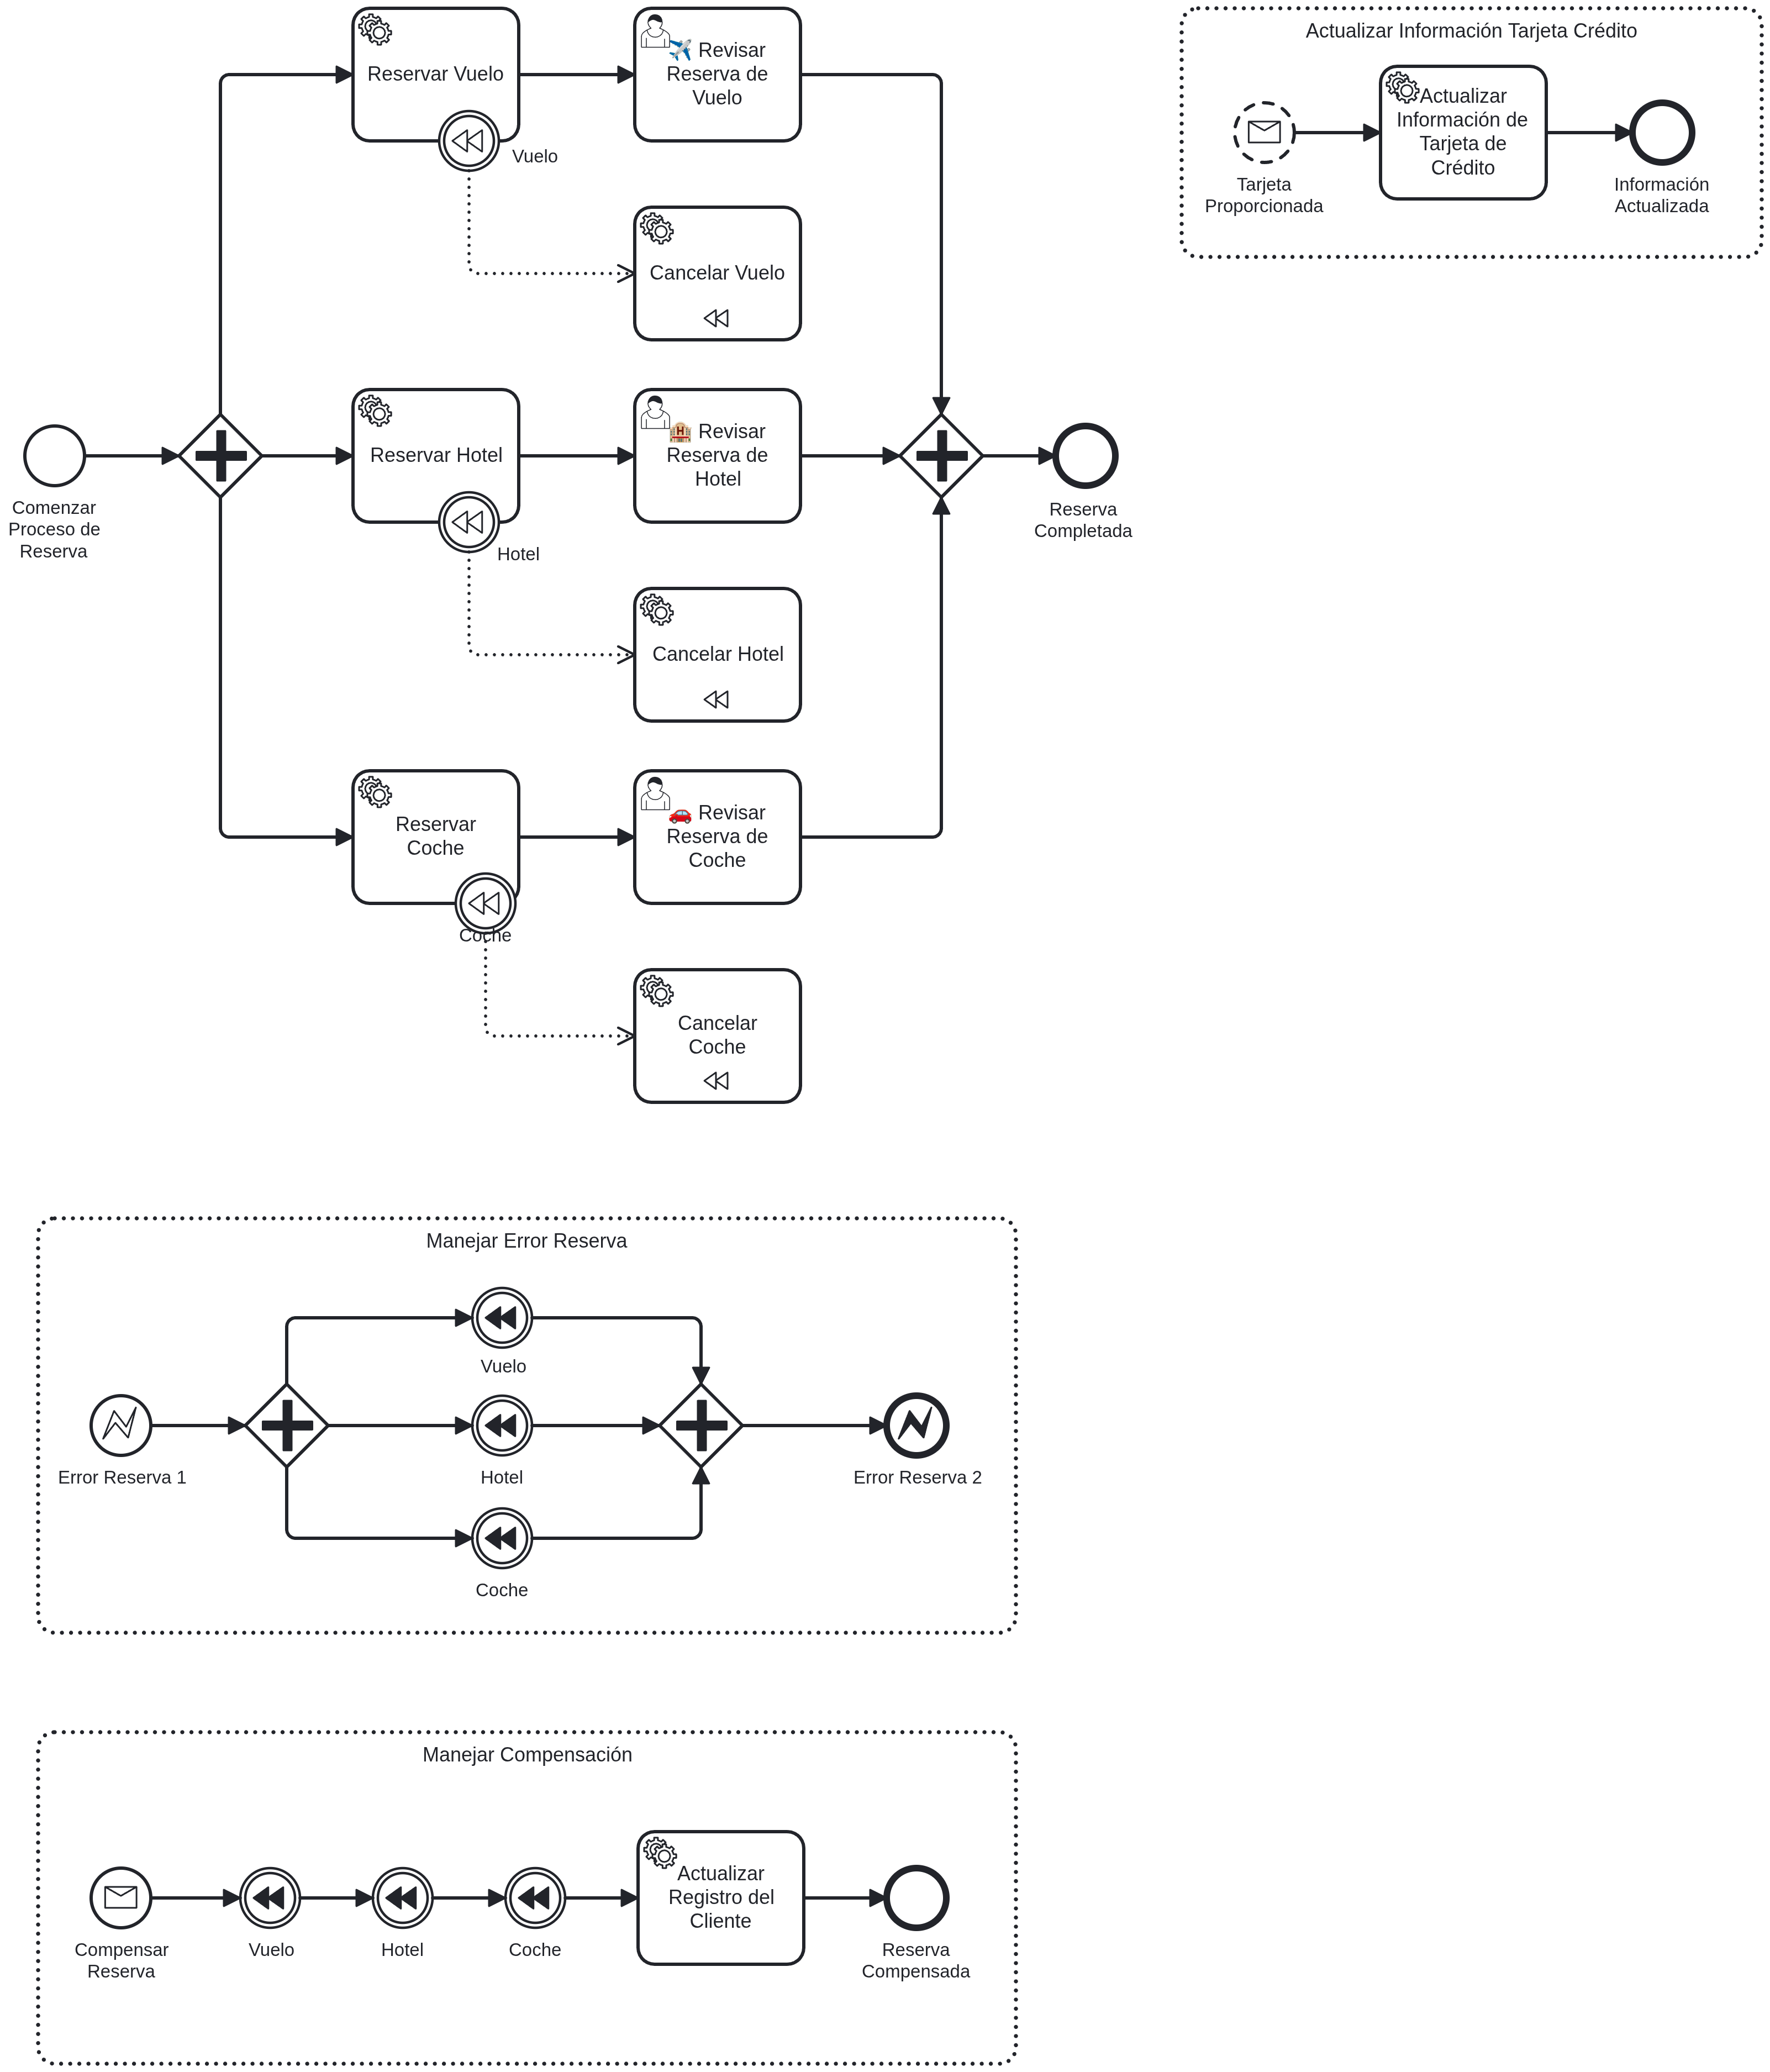 Reservar Vuelo
✈️ Revisar
Reserva de
Vuelo
Vuelo
Cancelar Vuelo
Actualizar Información Tarjeta Crédito
Tarjeta
Proporcionada
Actualizar
Información de
Tarjeta de
Crédito
Información
Actualizada
Comenzar
Proceso de
Reserva
Reservar Hotel
🏨 Revisar
Reserva de
Hotel
Hotel
Cancelar Hotel
Reserva
Completada
Reservar
Coche
🚗 Revisar
Reserva de
Coche
Coche
Cancelar
Coche
Manejar Error Reserva
Error Reserva 1
Vuelo
Hotel
Coche
Error Reserva 2
Manejar Compensación
Compensar
Reserva
Vuelo
Hotel
Coche
Actualizar
Registro del
Cliente
Reserva
Compensada